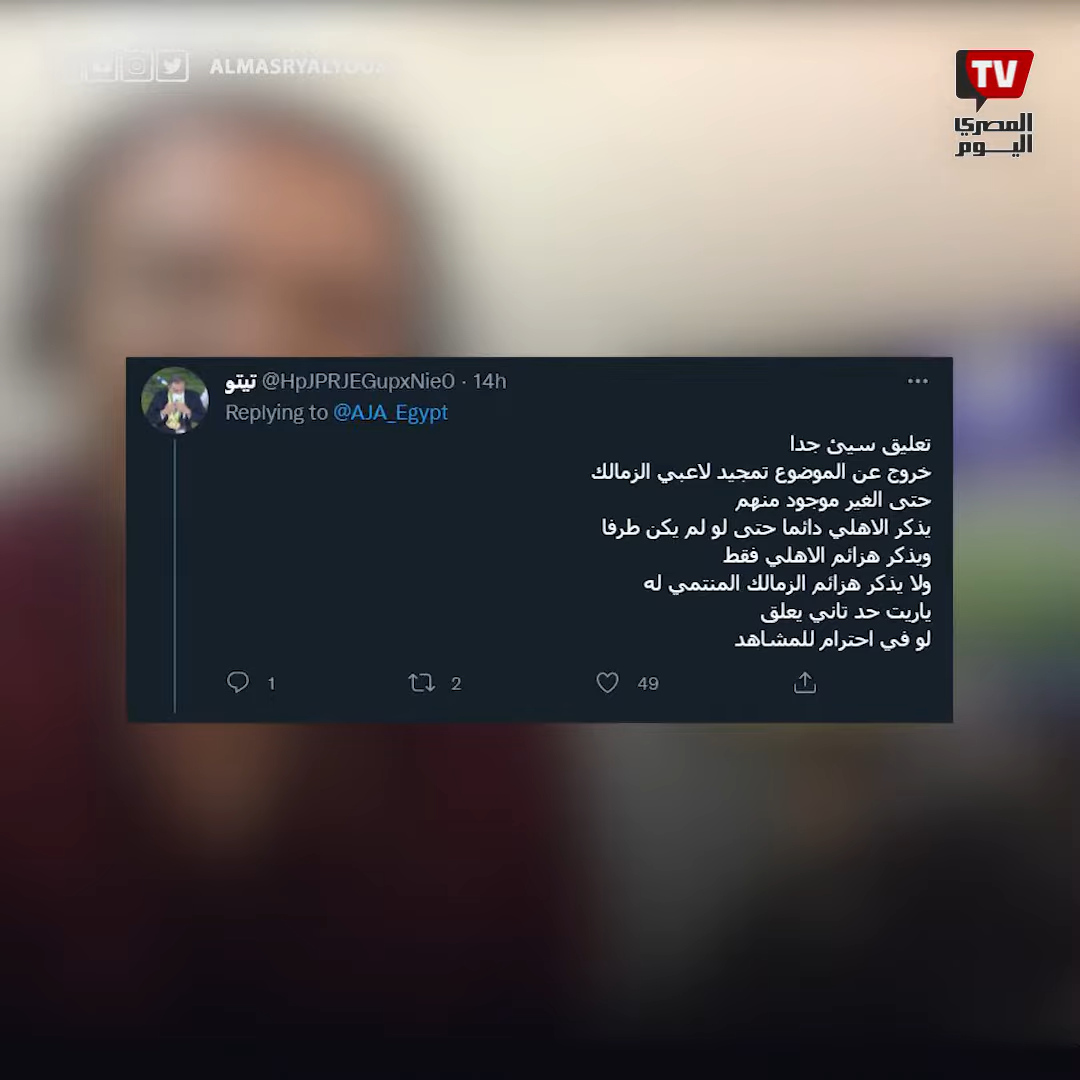 TV
المصري
اليوم
تيتو @HpJPRJEGupxNie0 · 14h
Replying to @AJA_Egypt
تعليق سيئ جدا
خروج عن الموضوع تمجيد لاعبي الزمالك
حتى الغير موجود منهم
يذكر الاهلي دائما حتى لو لم يكن طرفا
ويذكر هزائم الاهلي فقط
ولا يذكر هزائم الزمالك المنتمي له
ياريت حد تاني يعلق
لو في احترام للمشاهد
1 2 49